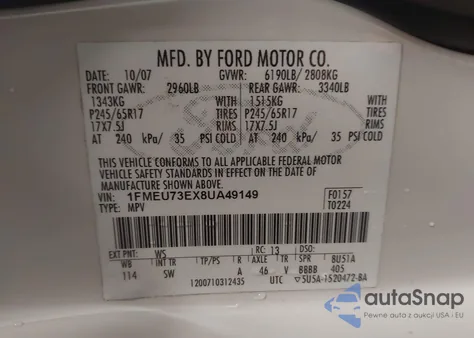 MFD. BY FORD MOTOR CO.
DATE: 10/07 GVWR: 6190LB/ 2808KG
FRONT GAWR: 2960LB REAR GAWR: 3340LB
1343KG WITH 1515KG WITH
P245/65R17 TIRES P245/65R17 TIRES
17X7.5J RIMS 17X7.5J RIMS
AT 240 kPa/ 35 PSI COLD AT 240 kPa/ 35 PSI COLD
THIS VEHICLE CONFORMS TO ALL APPLICABLE FEDERAL MOTOR
VEHICLE SAFETY STANDARDS IN EFFECT ON THE DATE OF
MANUFACTURE SHOWN ABOVE.
VIN: 1FMEU73EX8UA49149 F0157
TYPE: MPV T0224
EXT PNT: WS RC: 13 DSO:
WB INT TR TP/PS R AXLE TR SPR BU51A
114 SW A 46 V BBBB 405
1200710312435 UTC 5U5A-1520472-BA
autoSnap
Pewne auta z aukcji USA i EU